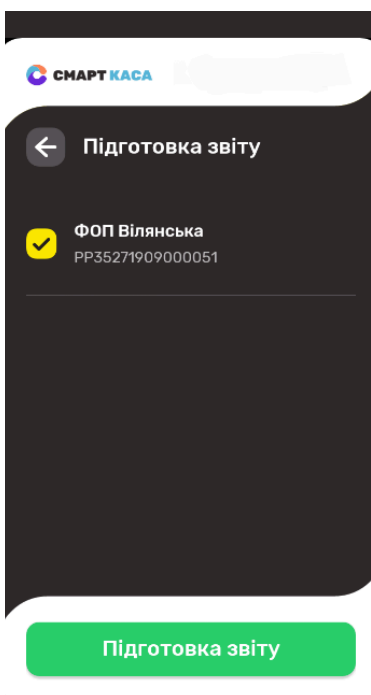 СМАРТ КАСА
Підготовка звіту
ФОП Вілянська
РР35271909000051
Підготовка звіту